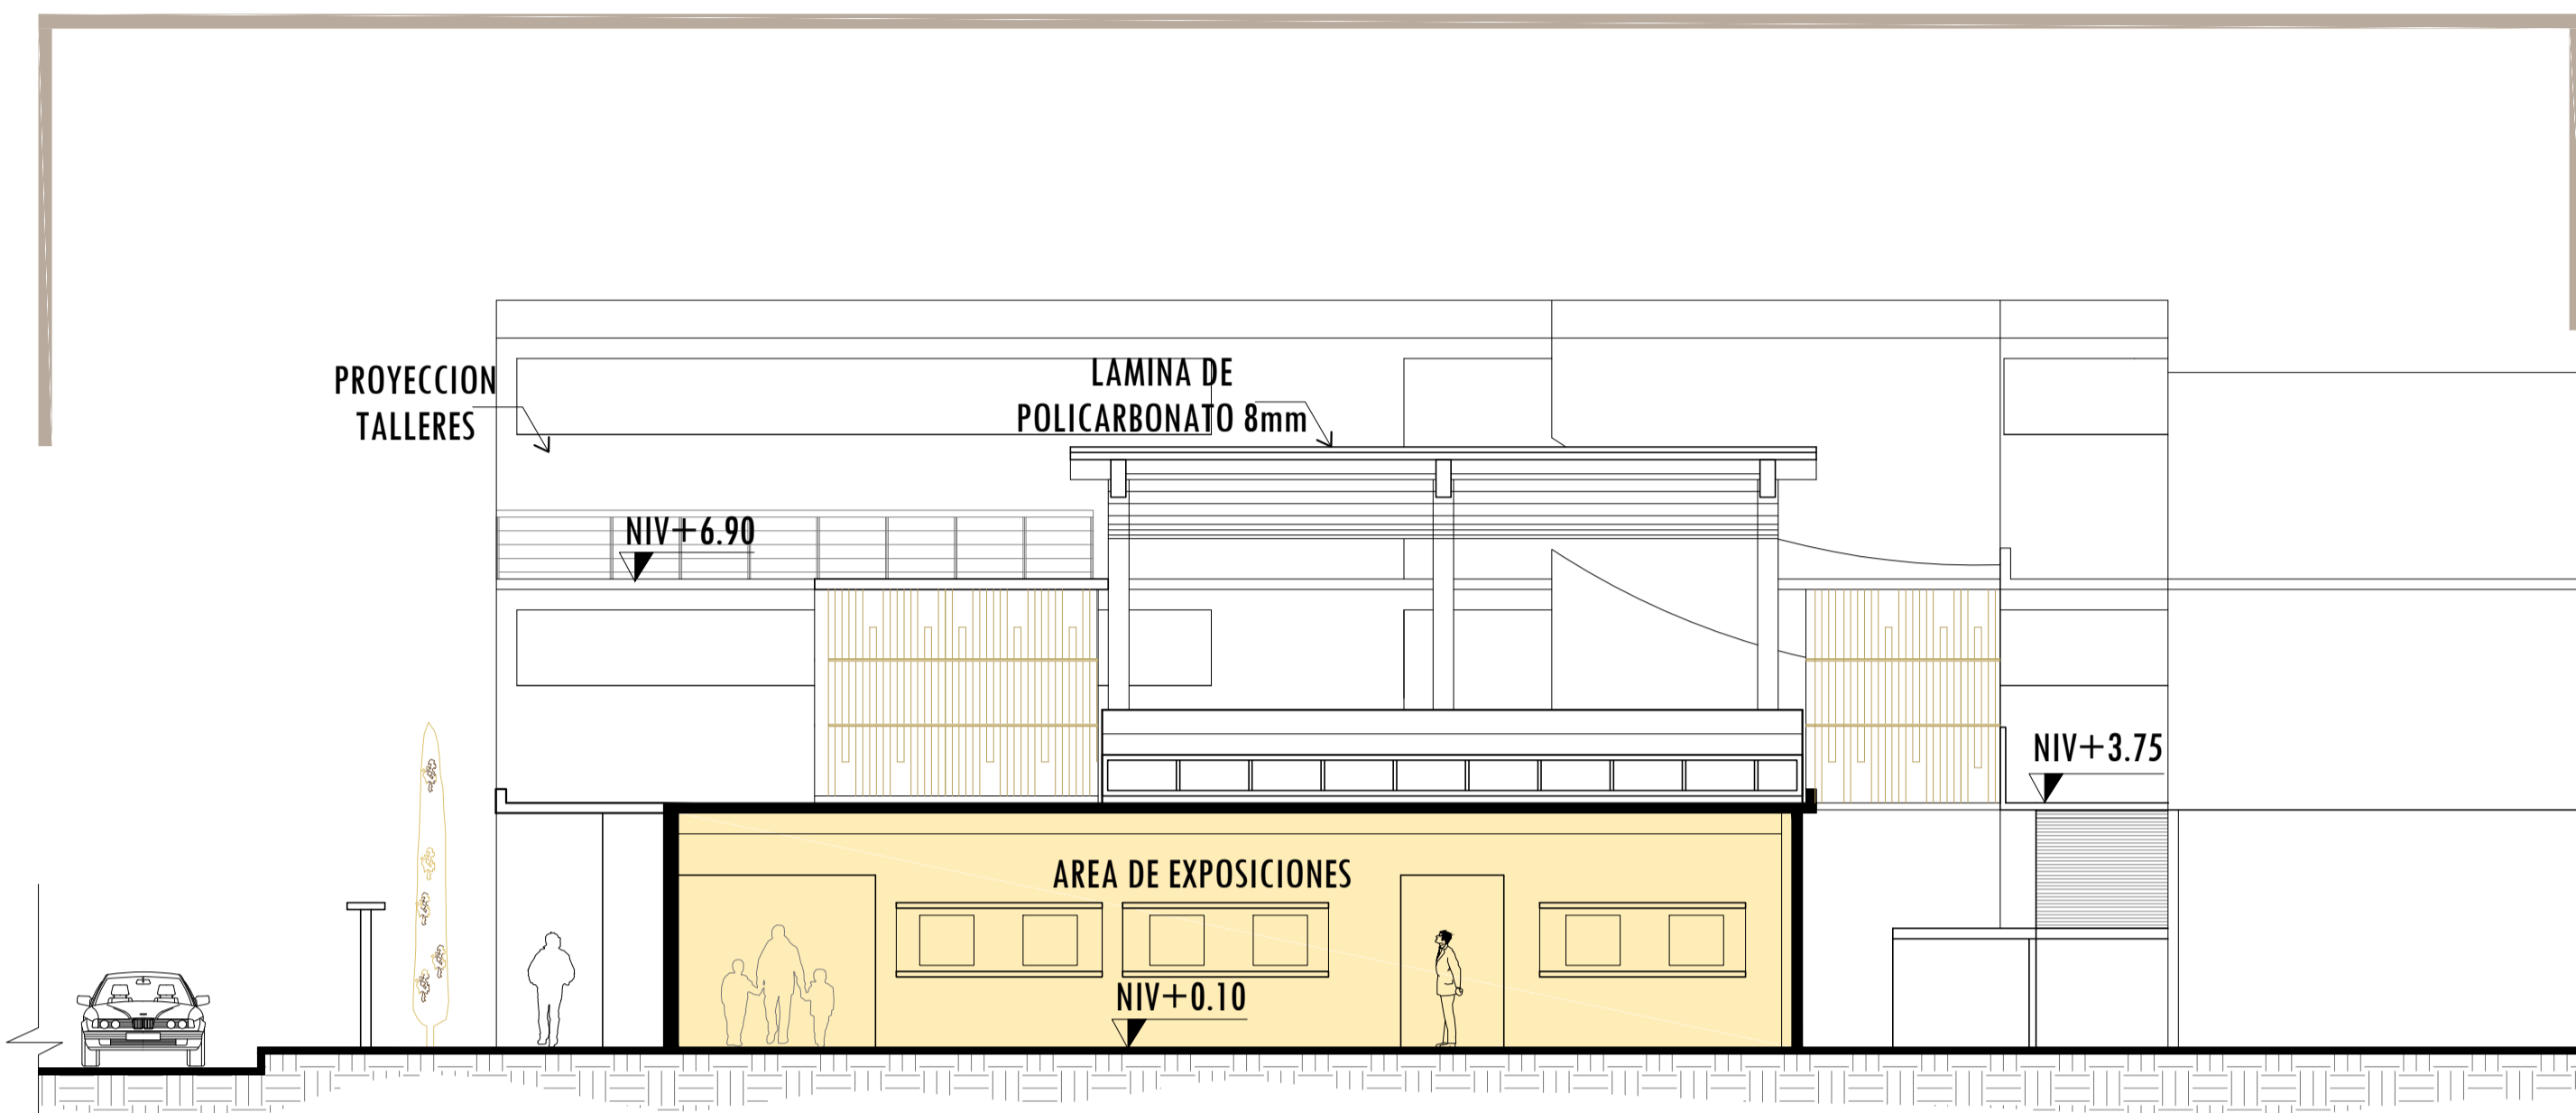 PROYECCION
TALLERES
LAMINA DE
POLICARBONATO 8mm
NIV+6.90
NIV+3.75
AREA DE EXPOSICIONES
NIV+0.10